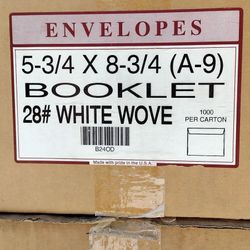 ENVELOPES
5-3/4 X 8-3/4 (A-9)
BOOKLET
28# WHITE WOVE
1000
PER CARTON
B24OD
Made with pride in the U.S.A.